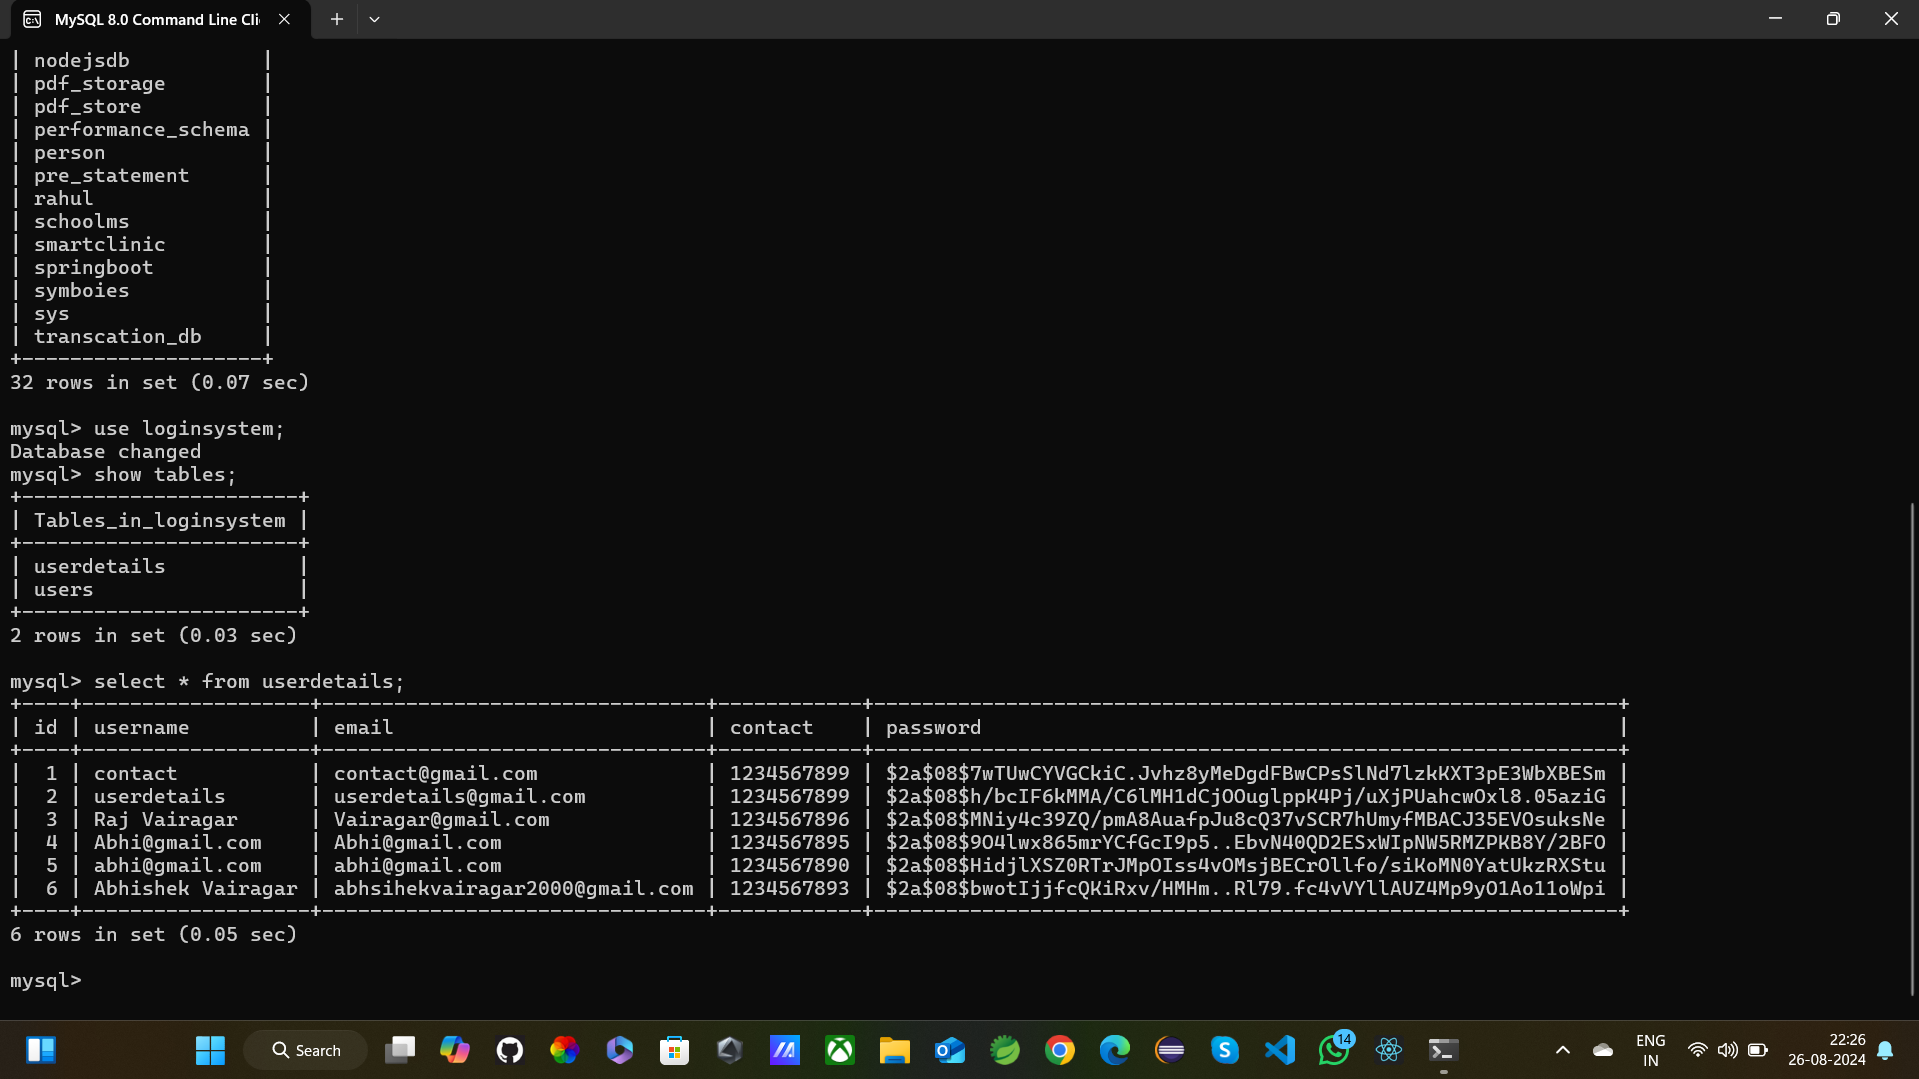 MySQL 8.0 Command Line Cli
| nodejsdb           |
| pdf_storage        |
| pdf_store          |
| performance_schema |
| person             |
| pre_statement      |
| rahul              |
| schoolms           |
| smartclinic        |
| springboot         |
| symboies           |
| sys                |
| transcation_db     |
+--------------------+
32 rows in set (0.07 sec)
mysql> use loginsystem;
Database changed
mysql> show tables;
+-----------------------+
| Tables_in_loginsystem |
+-----------------------+
| userdetails           |
| users                 |
+-----------------------+
2 rows in set (0.03 sec)
mysql> select * from userdetails;
+----+-------------------+--------------------------------+------------+--------------------------------------------------------------+
| id | username          | email                          | contact    | password                                                     |
+----+-------------------+--------------------------------+------------+--------------------------------------------------------------+
|  1 | contact           | contact@gmail.com              | 1234567899 | $2a$08$7wTUwCYVGCkiC.Jvhz8yMeDgdFBwCPsSlNd7lzkKXT3pE3WbXBESm |
|  2 | userdetails       | userdetails@gmail.com          | 1234567899 | $2a$08$h/bcIF6kMMA/C6lMH1dCjOOuglppK4Pj/uXjPUahcwOxl8.05aziG |
|  3 | Raj Vairagar      | Vairagar@gmail.com             | 1234567896 | $2a$08$MNiy4c39ZQ/pmA8AuafpJu8cQ37vSCR7hUmyfMBACJ35EVOsuksNe |
|  4 | Abhi@gmail.com    | Abhi@gmail.com                 | 1234567895 | $2a$08$9O4lwx865mrYCfGcI9p5..EbvN40QD2ESxWIpNW5RMZPKB8Y/2BFO |
|  5 | abhi@gmail.com    | abhi@gmail.com                 | 1234567890 | $2a$08$HidjlXSZ0RTrJMpOIss4vOMsjBECrOllfo/siKoMN0YatUkzRXStu |
|  6 | Abhishek Vairagar | abhsihekvairagar2000@gmail.com | 1234567893 | $2a$08$bwotIjjfcQKiRxv/HMHm..Rl79.fc4vVYllAUZ4Mp9yO1Ao11oWpi |
+----+-------------------+--------------------------------+------------+--------------------------------------------------------------+
6 rows in set (0.05 sec)
mysql>
Search
14
ENG
IN
22:26
26-08-2024